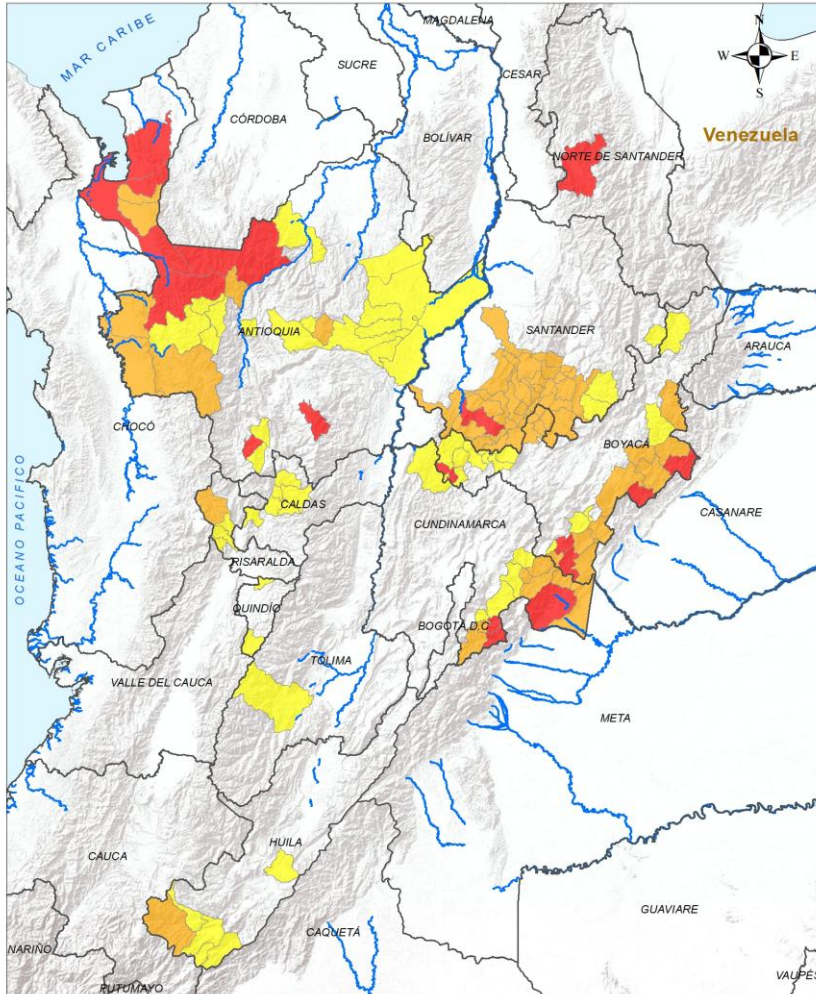 MAGDALENA
MAR CARIBE
N
W E
S
SUCRE
CESAR
CÓRDOBA
BOLÍVAR
Venezuela
NORTE DE SANTANDER
ANTIOQUIA
SANTANDER
ARAUCA
CHOCÓ
BOYACÁ
OCEANO PACIFICO
CALDAS
CUNDINAMARCA
CASANARE
RISARALDA
QUINDÍO
BOGOTÁ, D.C
TOLIMA
VALLE DEL CAUCA
META
HUILA
CAUCA
GUAVIARE
CAQUETÁ
NARIÑO
PUTUMAYO
VAUPÉS